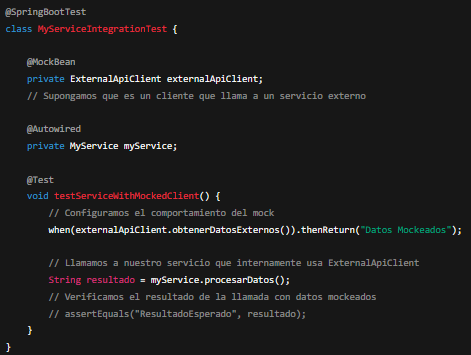 @SpringBootTest
class MyServiceIntegrationTest {
@MockBean
private ExternalApiClient externalApiClient;
// Supongamos que es un cliente que llama a un servicio externo
@Autowired
private MyService myService;
@Test
void testServiceWithMockedClient() {
// Configuramos el comportamiento del mock
when(externalApiClient.obtenerDatosExternos()).thenReturn("Datos Mockeados");
// Llamamos a nuestro servicio que internamente usa ExternalApiClient
String resultado = myService.procesarDatos();
// Verificamos el resultado de la llamada con datos mockeados
// assertEquals("ResultadoEsperado", resultado);
}
}